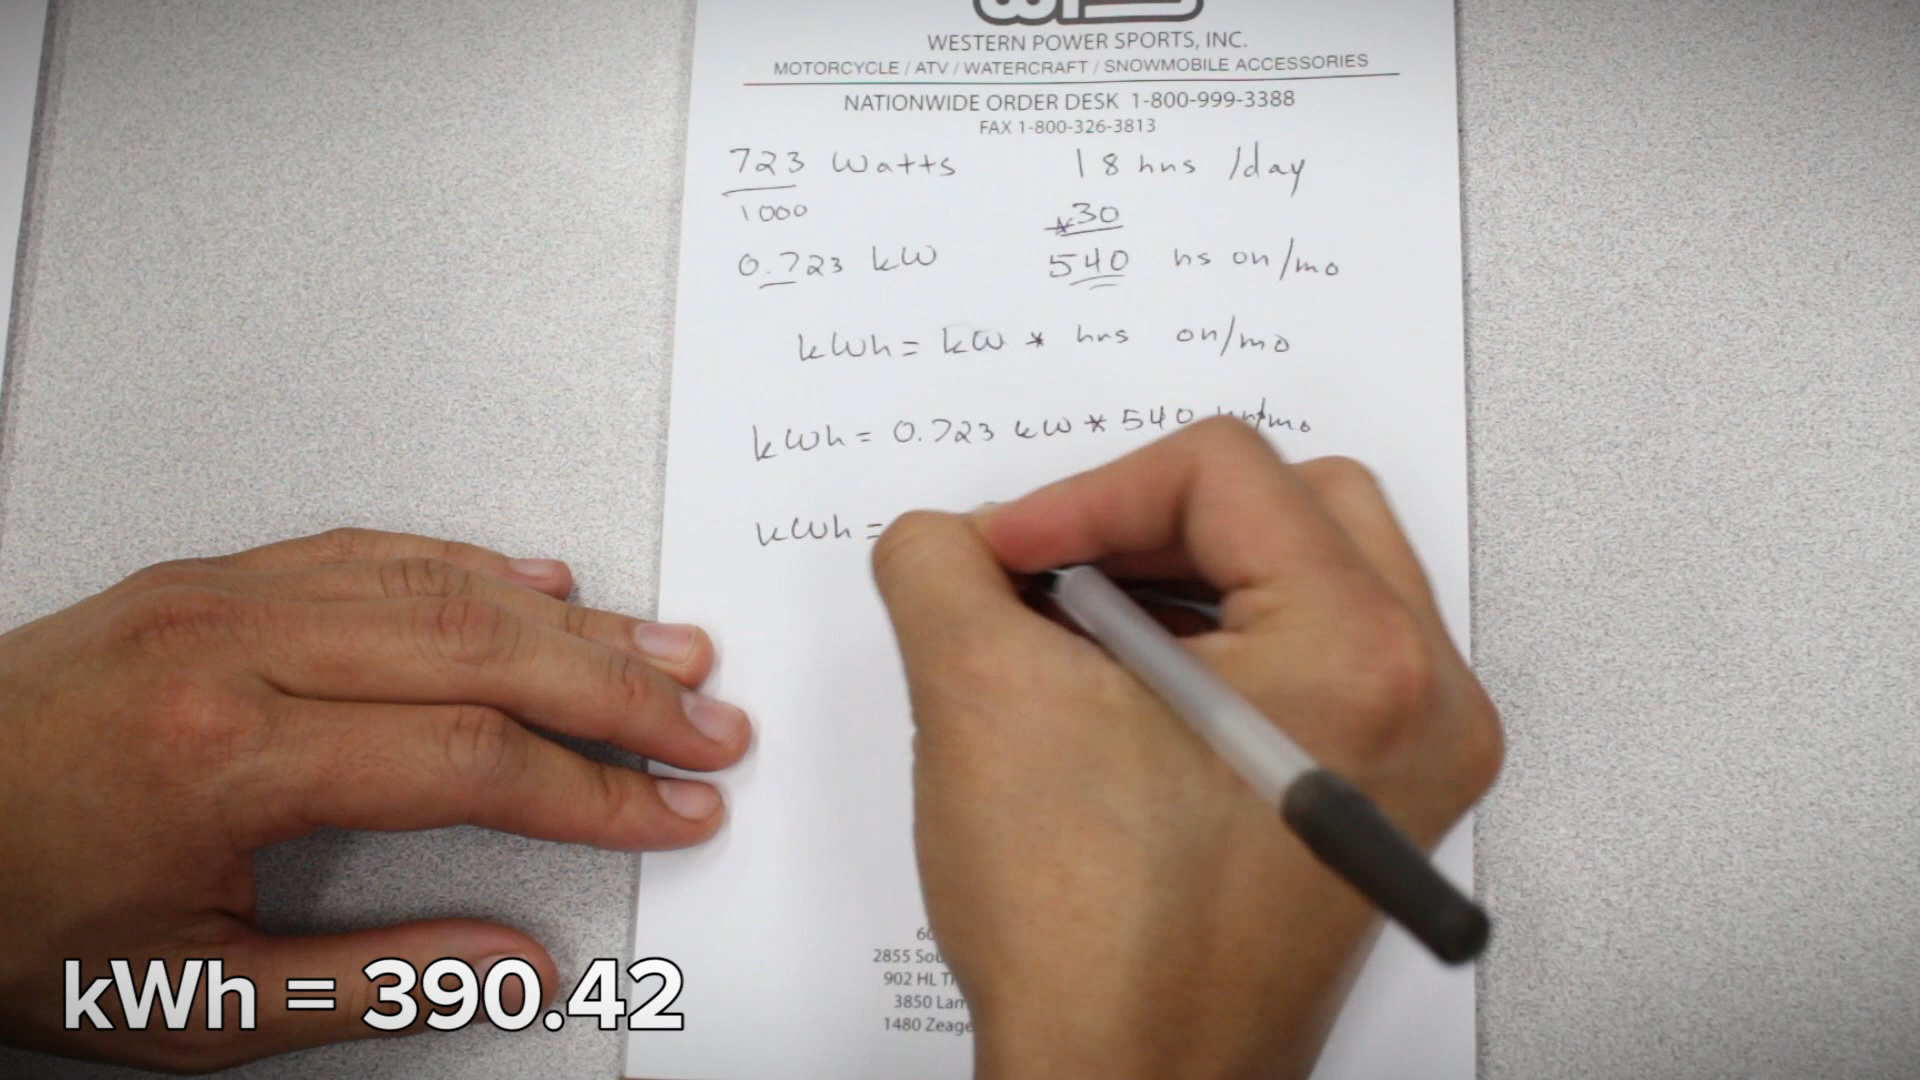 WESTERN POWER SPORTS, INC.
MOTORCYCLE / ATV / WATERCRAFT / SNOWMOBILE ACCESSORIES
NATIONWIDE ORDER DESK 1-800-999-3388
FAX 1-800-326-3813
723 Watts 18 hrs /day
1000 *30
0.723 kW 540 hs on/mo
kWh = kW * hrs on/mo
kWh = 0.723 kW * 540 /mo
kWh =
60
2855 Sou
902 HL
3850 Lam
1480 Zeage
kWh = 390.42